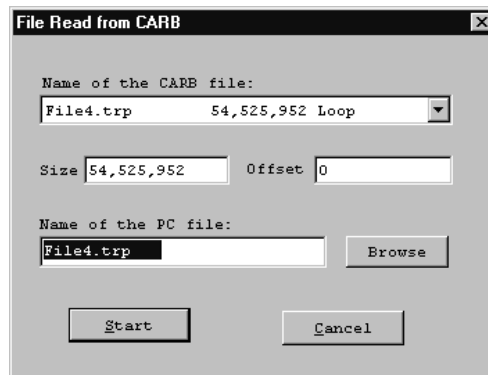 File Read from CARB
Name of the CARB file:
File4.trp 54,525,952 Loop
Size 54,525,952 Offset 0
Name of the PC file:
File4.trp Browse
Start Cancel